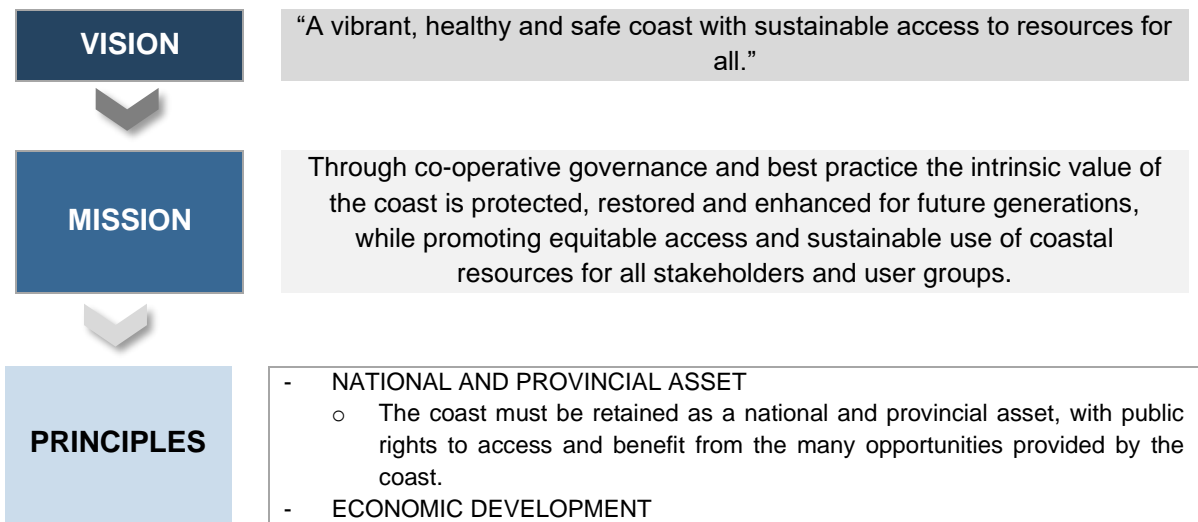 VISION
“A vibrant, healthy and safe coast with sustainable access to resources for
all.”
MISSION
Through co-operative governance and best practice the intrinsic value of
the coast is protected, restored and enhanced for future generations,
while promoting equitable access and sustainable use of coastal
resources for all stakeholders and user groups.
PRINCIPLES
- NATIONAL AND PROVINCIAL ASSET
o The coast must be retained as a national and provincial asset, with public
rights to access and benefit from the many opportunities provided by the
coast.
- ECONOMIC DEVELOPMENT